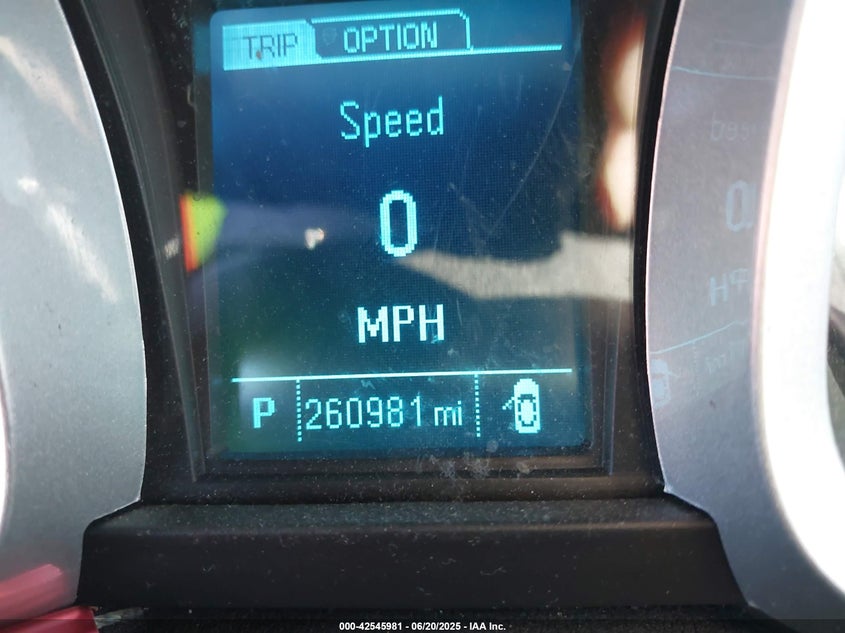 TRIP OPTION
Speed
0
MPH
P 260981 mi
000-42545981 - 06/20/2025 - IAA Inc.